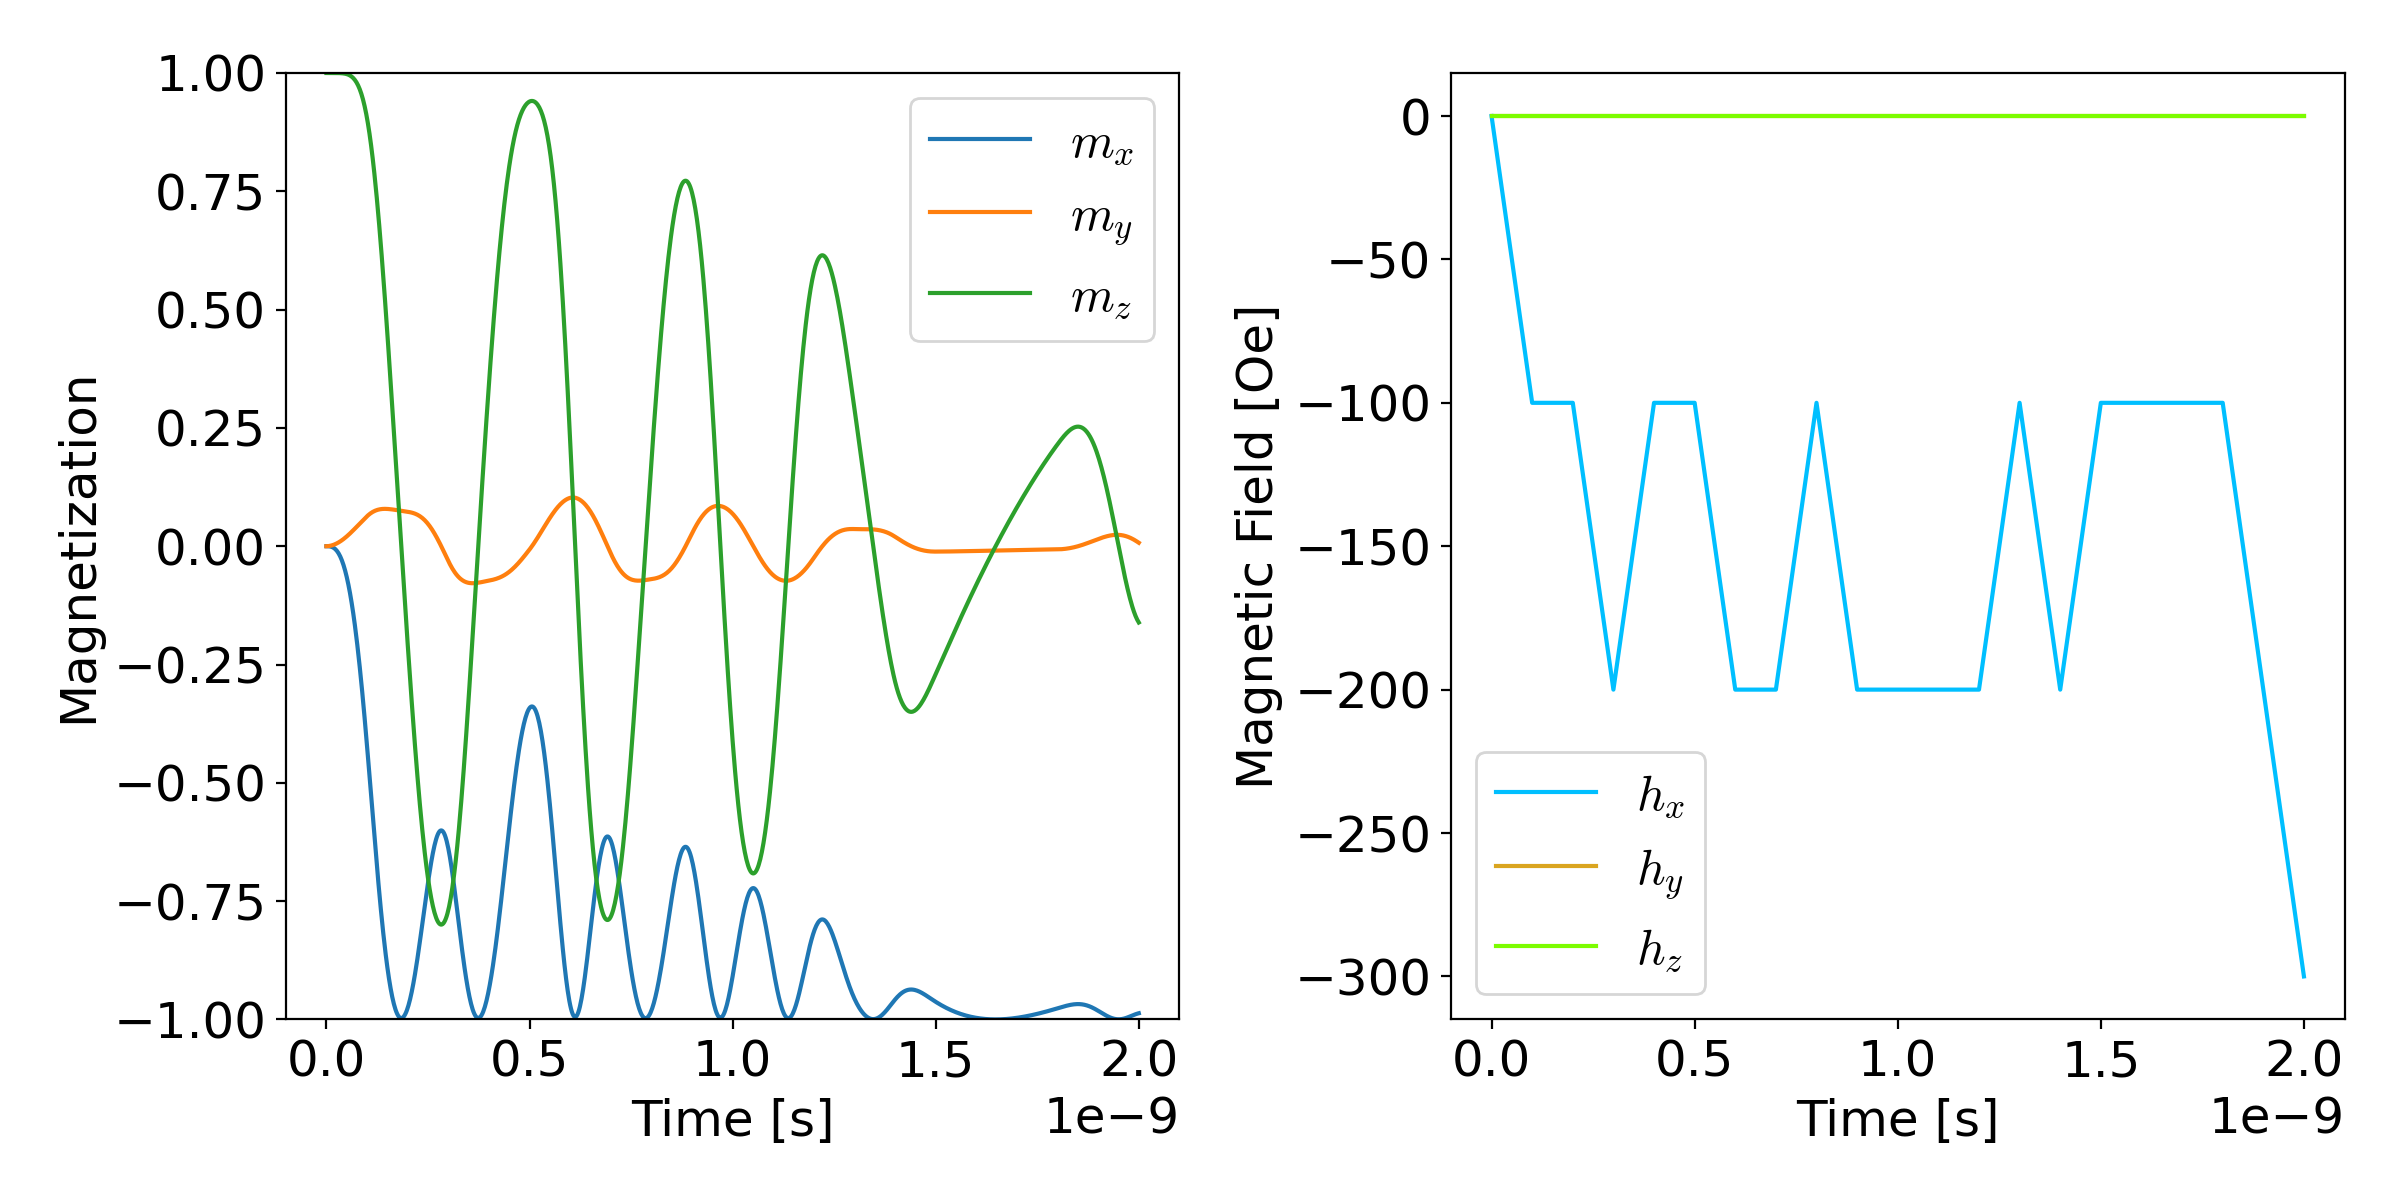 1.00
0.75
0.50
0.25
0.00
−0.25
−0.50
−0.75
−1.00
Magnetization
0.0 0.5 1.0 1.5 2.0
Time [s]
1e−9
m_x
m_y
m_z
0
−50
−100
−150
−200
−250
−300
Magnetic Field [Oe]
h_x
h_y
h_z
0.0 0.5 1.0 1.5 2.0
Time [s]
1e−9